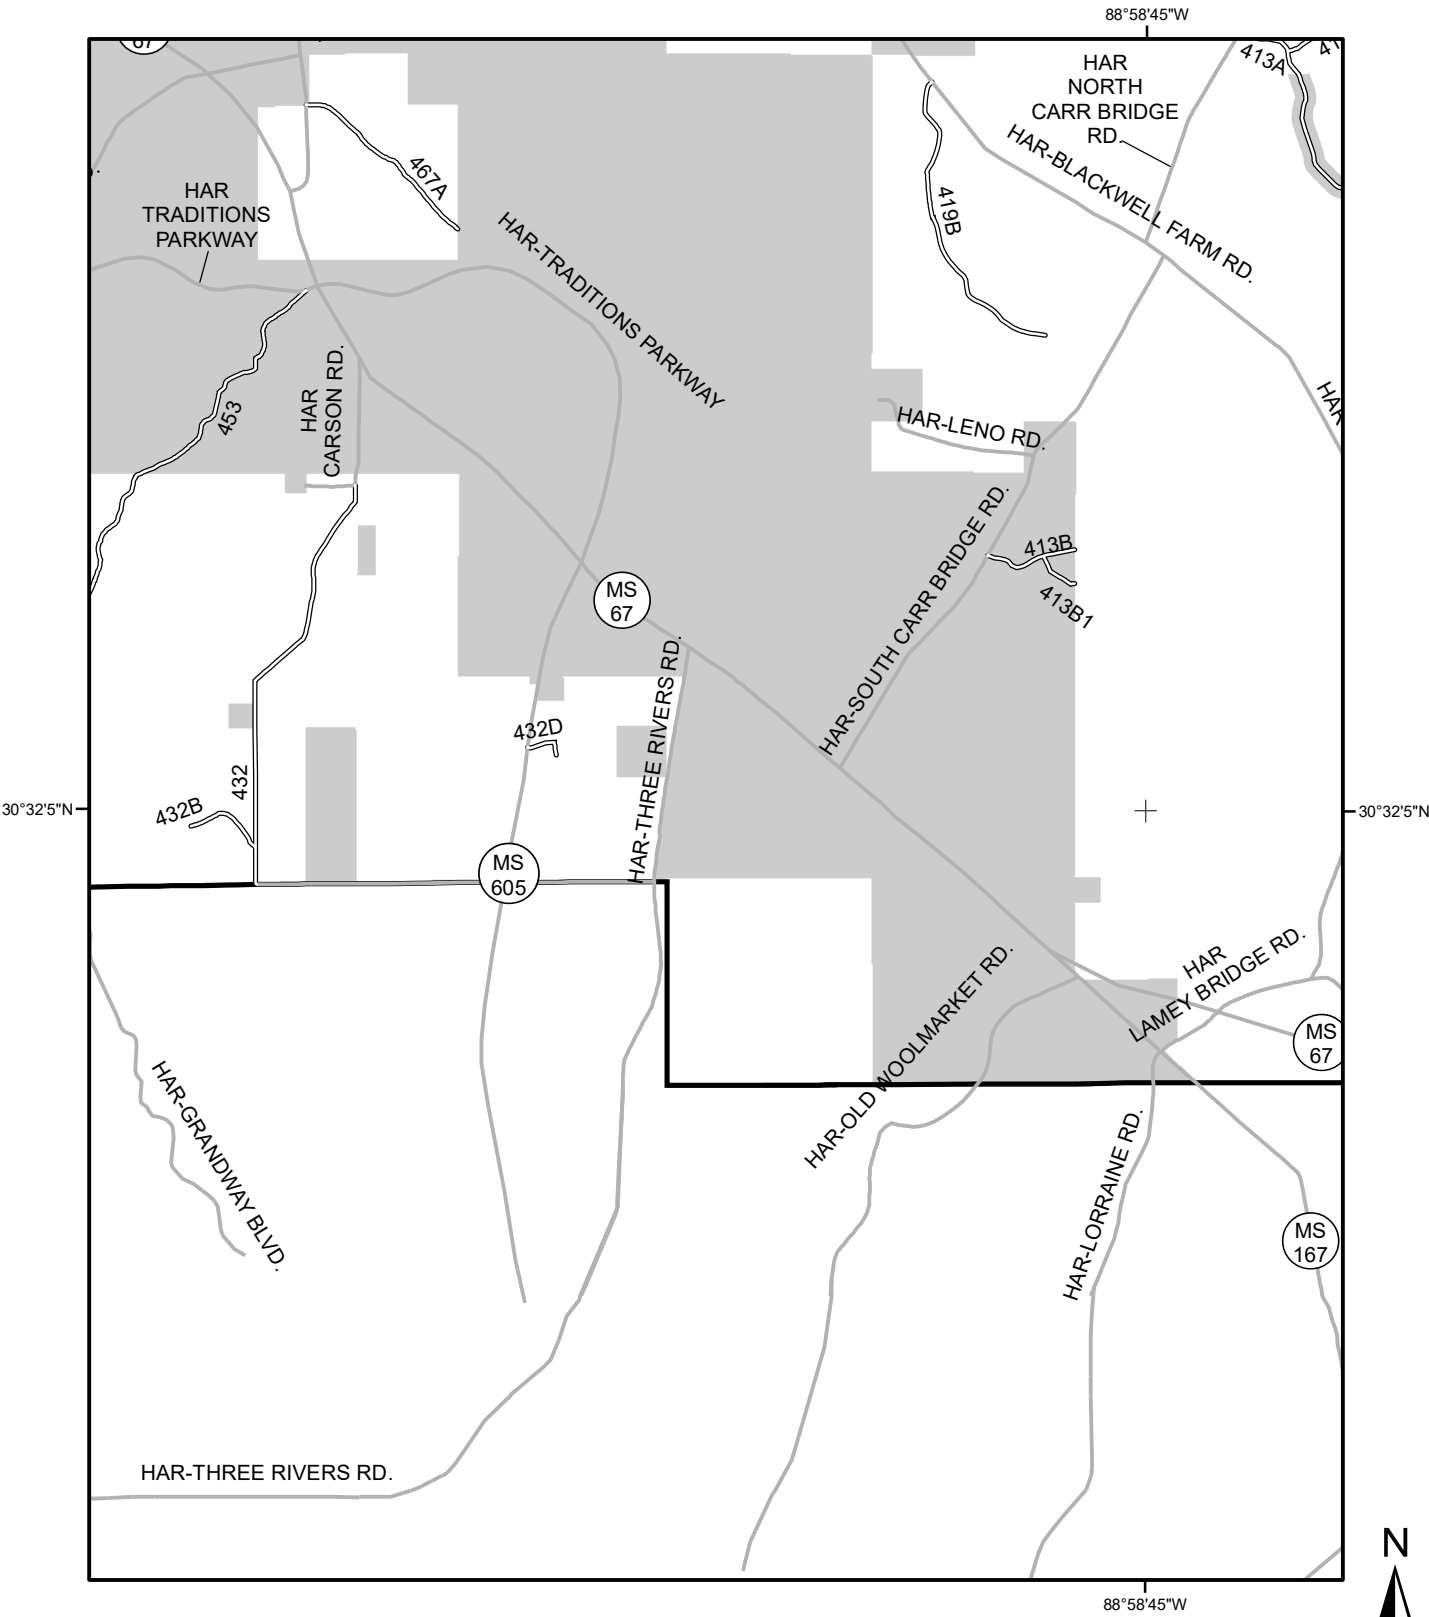 88°58'45"W
67
413A
HAR
NORTH
CARR BRIDGE
RD.
HAR-BLACKWELL FARM RD.
467A
HAR
TRADITIONS
PARKWAY
419B
HAR-TRADITIONS PARKWAY
HAR
CARSON RD.
453
HAR
HAR-LENO RD.
HAR-SOUTH CARR BRIDGE RD.
413B
413B1
MS
67
HAR-THREE RIVERS RD.
432D
432
432B
30°32'5"N
30°32'5"N
MS
605
HAR
LAMEY BRIDGE RD.
HAR-OLD WOOLMARKET RD.
MS
67
HAR-GRANDWAY BLVD.
HAR-LORRAINE RD.
MS
167
HAR-THREE RIVERS RD.
N
88°58'45"W